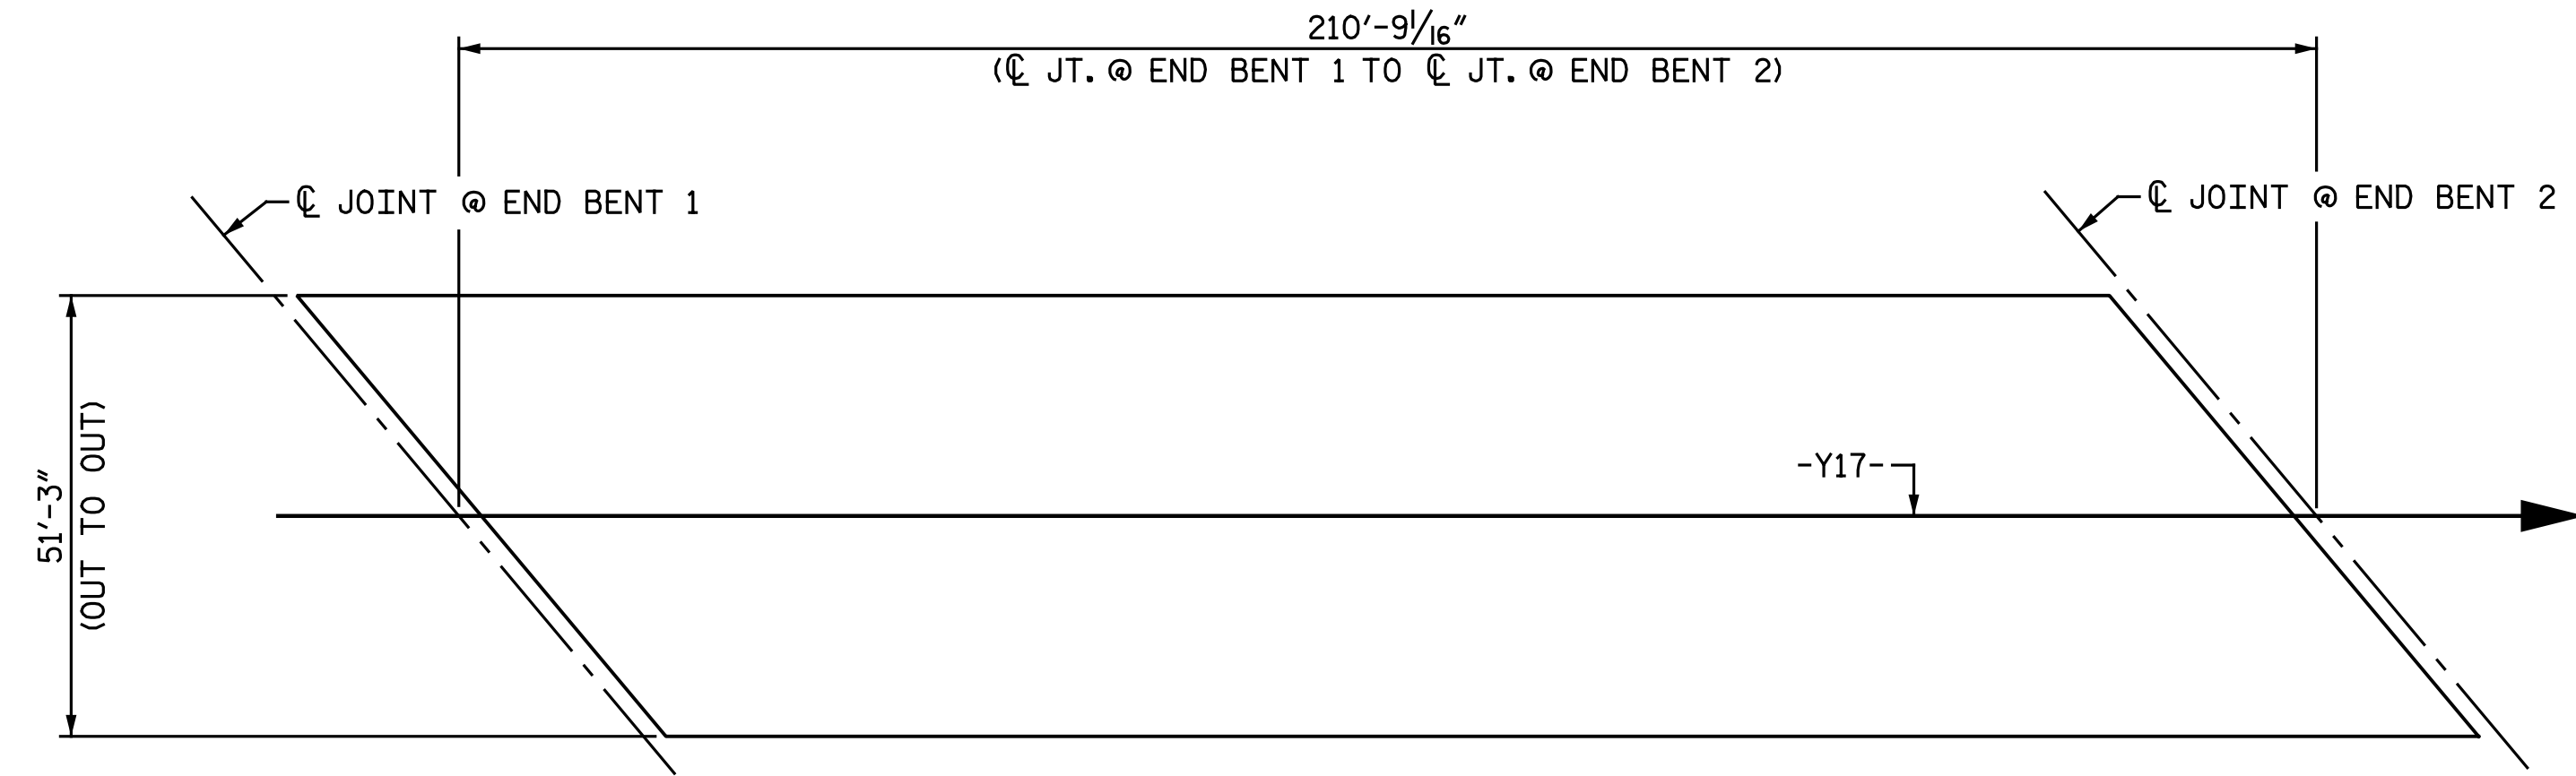 210'-9 1/16"
(℄ JT. @ END BENT 1 TO ℄ JT. @ END BENT 2)
℄ JOINT @ END BENT 1
℄ JOINT @ END BENT 2
51'-3"
(OUT TO OUT)
-Y17-